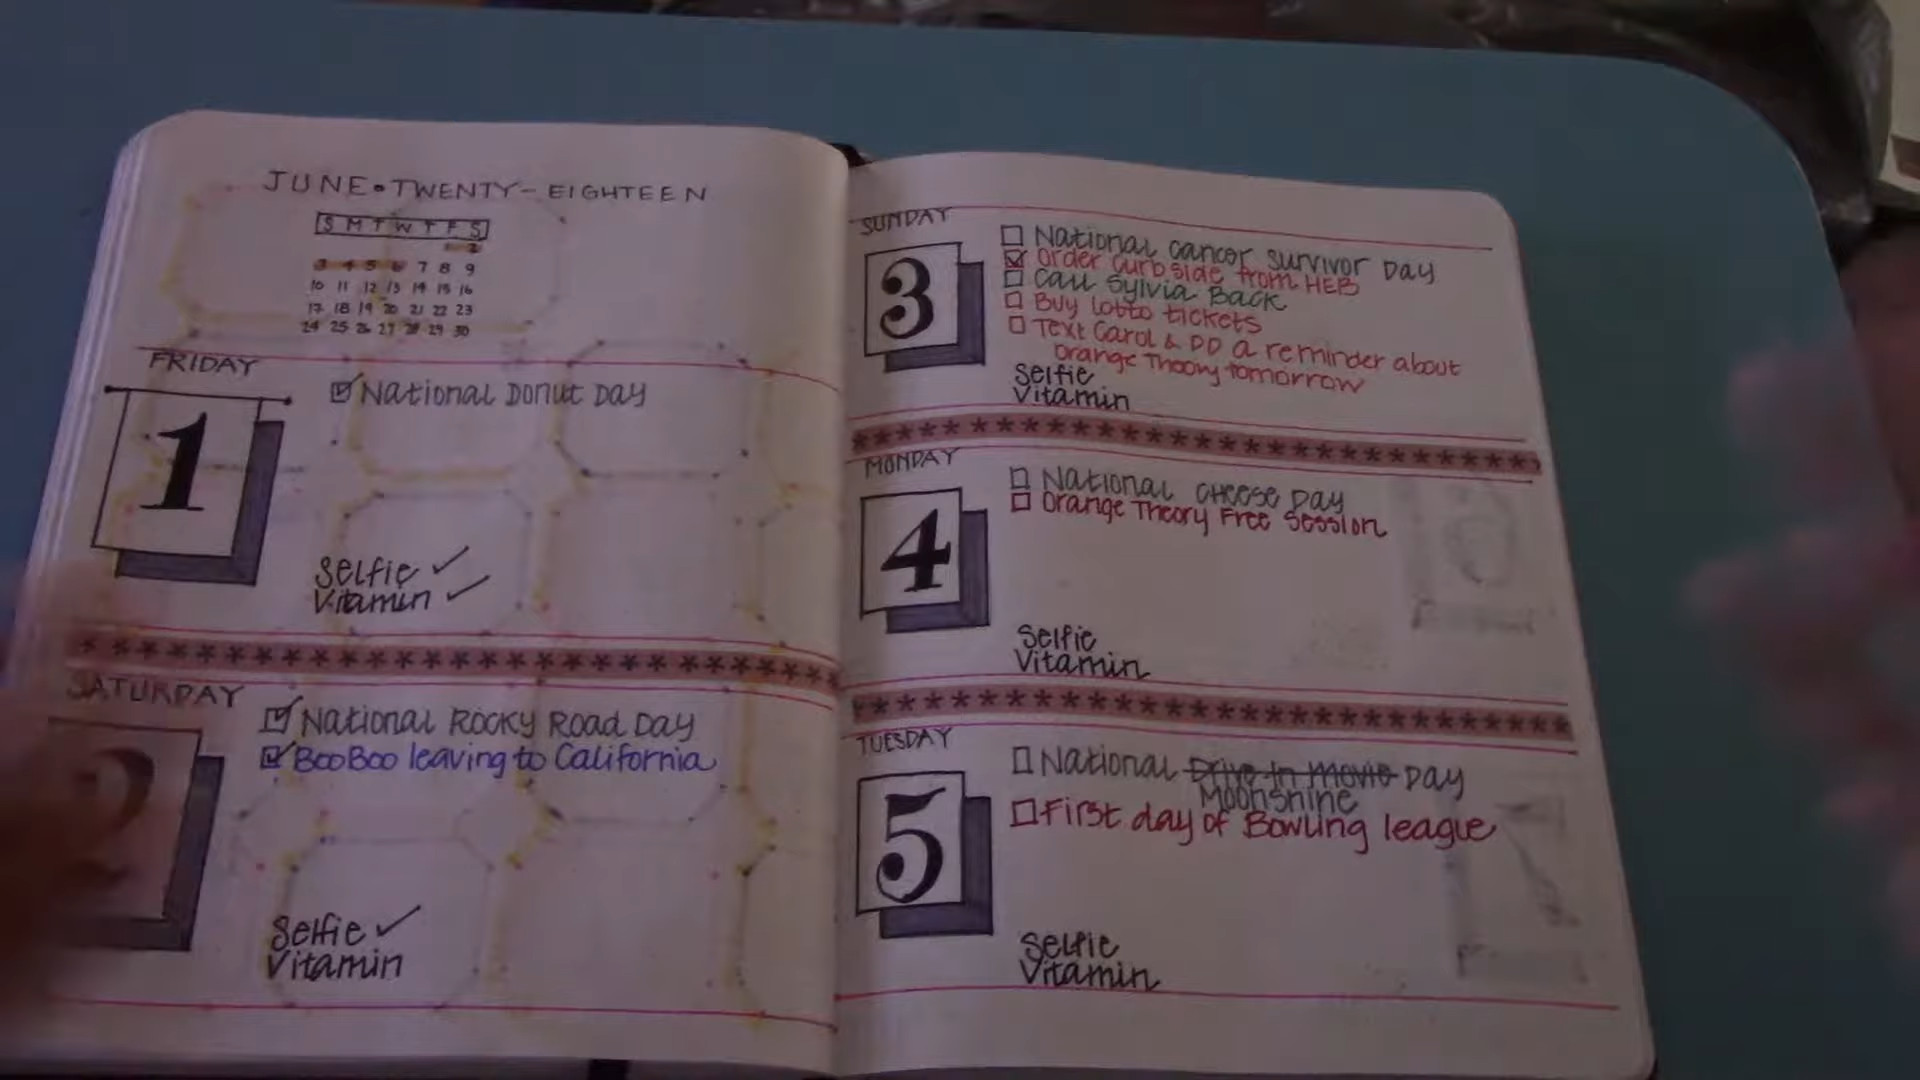 JUNE • TWENTY-EIGHTEEN
S M T W T F S
1 2
3 4 5 6 7 8 9
10 11 12 13 14 15 16
17 18 19 20 21 22 23
24 25 26 27 28 29 30
FRIDAY
1
National Donut Day
Selfie ✓
Vitamin ✓
* * * * * * * * * * * * * * * * * * * * * * * * * * *
SATURDAY
2
National Rocky Road Day
BooBoo leaving to California
Selfie ✓
Vitamin
SUNDAY
3
National cancer survivor Day
Order curbside from HEB
Call Sylvia Back
Buy lotto tickets
Text Carol & DD a reminder about
Orange Theory tomorrow
Selfie
Vitamin
* * * * * * * * * * * * * * * * * * * * * * * * * * *
MONDAY
4
National Cheese Day
Orange Theory Free Session
Selfie
Vitamin
* * * * * * * * * * * * * * * * * * * * * * * * * * *
TUESDAY
5
National Drive-In Movie Day
Moonshine
First day of Bowling league
Selfie
Vitamin